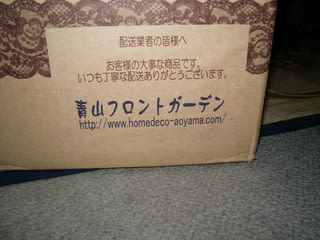 配送業者の皆様へ
お客様の大事な商品です。
いつも丁寧な配送ありがとうございます。
青山フロントガーデン
http://www.homedeco-aoyama.com/